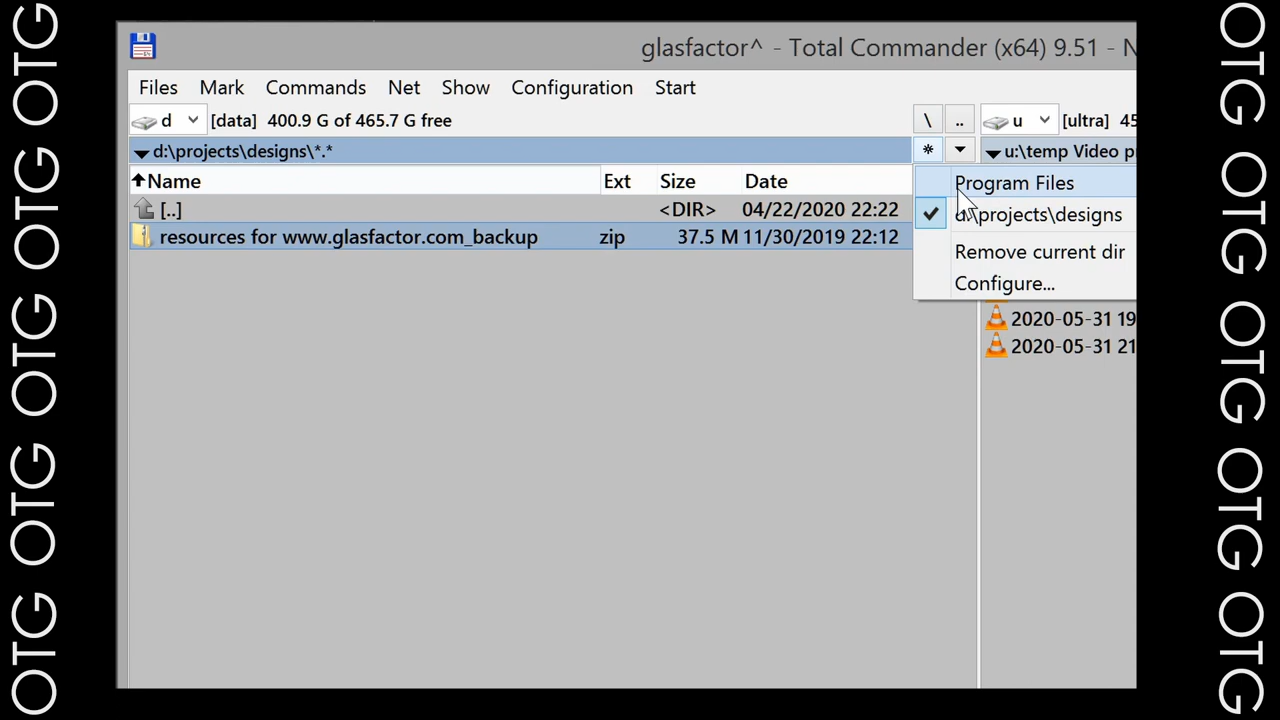 OTG OTG OTG OTG OTG
glasfactor^ - Total Commander (x64) 9.51 - N
Files Mark Commands Net Show Configuration Start
d [data] 400.9 G of 465.7 G free \ .. u [ultra] 45
d:\projects\designs\*.* * u:\temp Video pr
Name Ext Size Date
[..] <DIR> 04/22/2020 22:22
resources for www.glasfactor.com_backup zip 37.5 M 11/30/2019 22:12
Program Files
d:\projects\designs
Remove current dir
Configure...
2020-05-31 19
2020-05-31 21
OTG OTG OTG OTG OTG